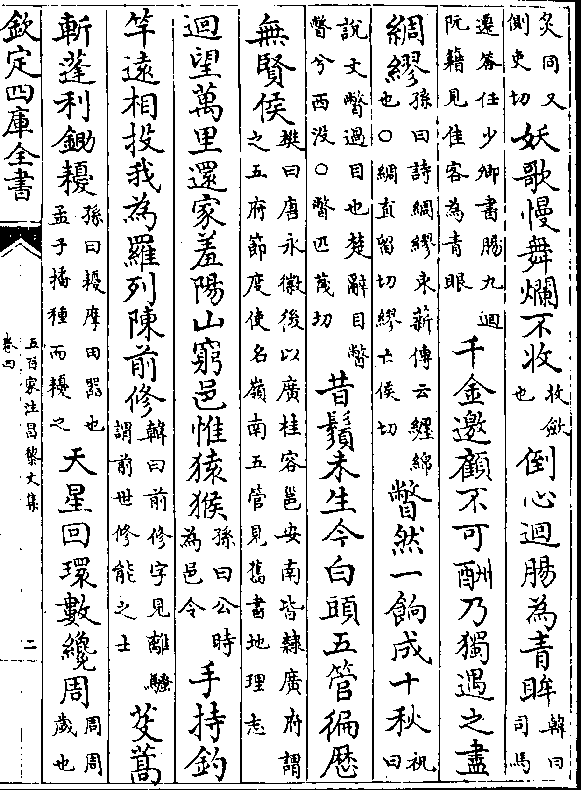 炙同又側吏切妖歌慢舞爛不收收斂也倒心迴腸為青眸韓曰司馬
遷荅任少卿書腸九迴阮籍見佳客為青眼千金邀顧不可酬乃獨遇之盡
綢繆孫曰詩綢繆束薪傳云纏綿也○綢直留切繆亡侯切瞥然一餉成十秋祝曰
說文瞥過目也楚辭目瞥瞥兮西没○瞥匹蔑切昔鬚未生今白頭五管徧歴
無賢侯樊曰唐永徽後以廣桂容邕安南皆隸廣府謂之五府節度使名嶺南五管見舊書地理志
迴望萬里還家羞陽山窮邑惟猿猴孫曰公時為邑令手持釣
竿遠相投我為羅列陳前修韓曰前修字見離騷謂前世修能之士芟蒿
斬蓬利鋤耰孫曰耰摩田器也孟子播種而耰之天星回環數纔周周周歲也
欽定四庫全書
五百家注昌黎文集
卷四
二